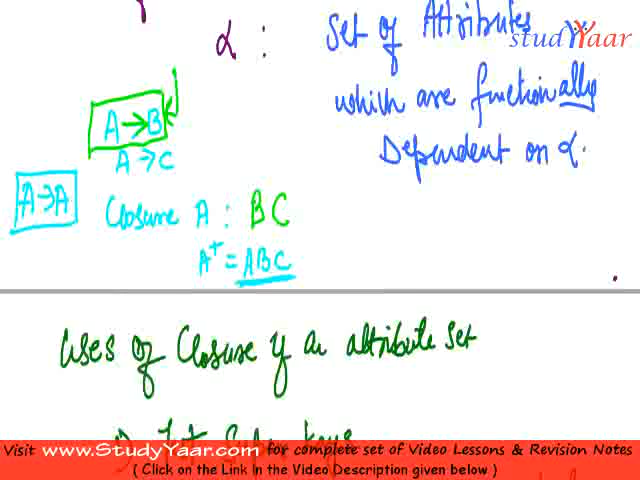 α : Set of Attributes
studYYaar
which are functionally
Dependent on α.
A → B
A → C
A → A
Closure A : BC
A+ = ABC
Uses of Closure of an attribute set
Visit www.StudyYaar.com for complete set of Video Lessons & Revision Notes
( Click on the Link in the Video Description given below )